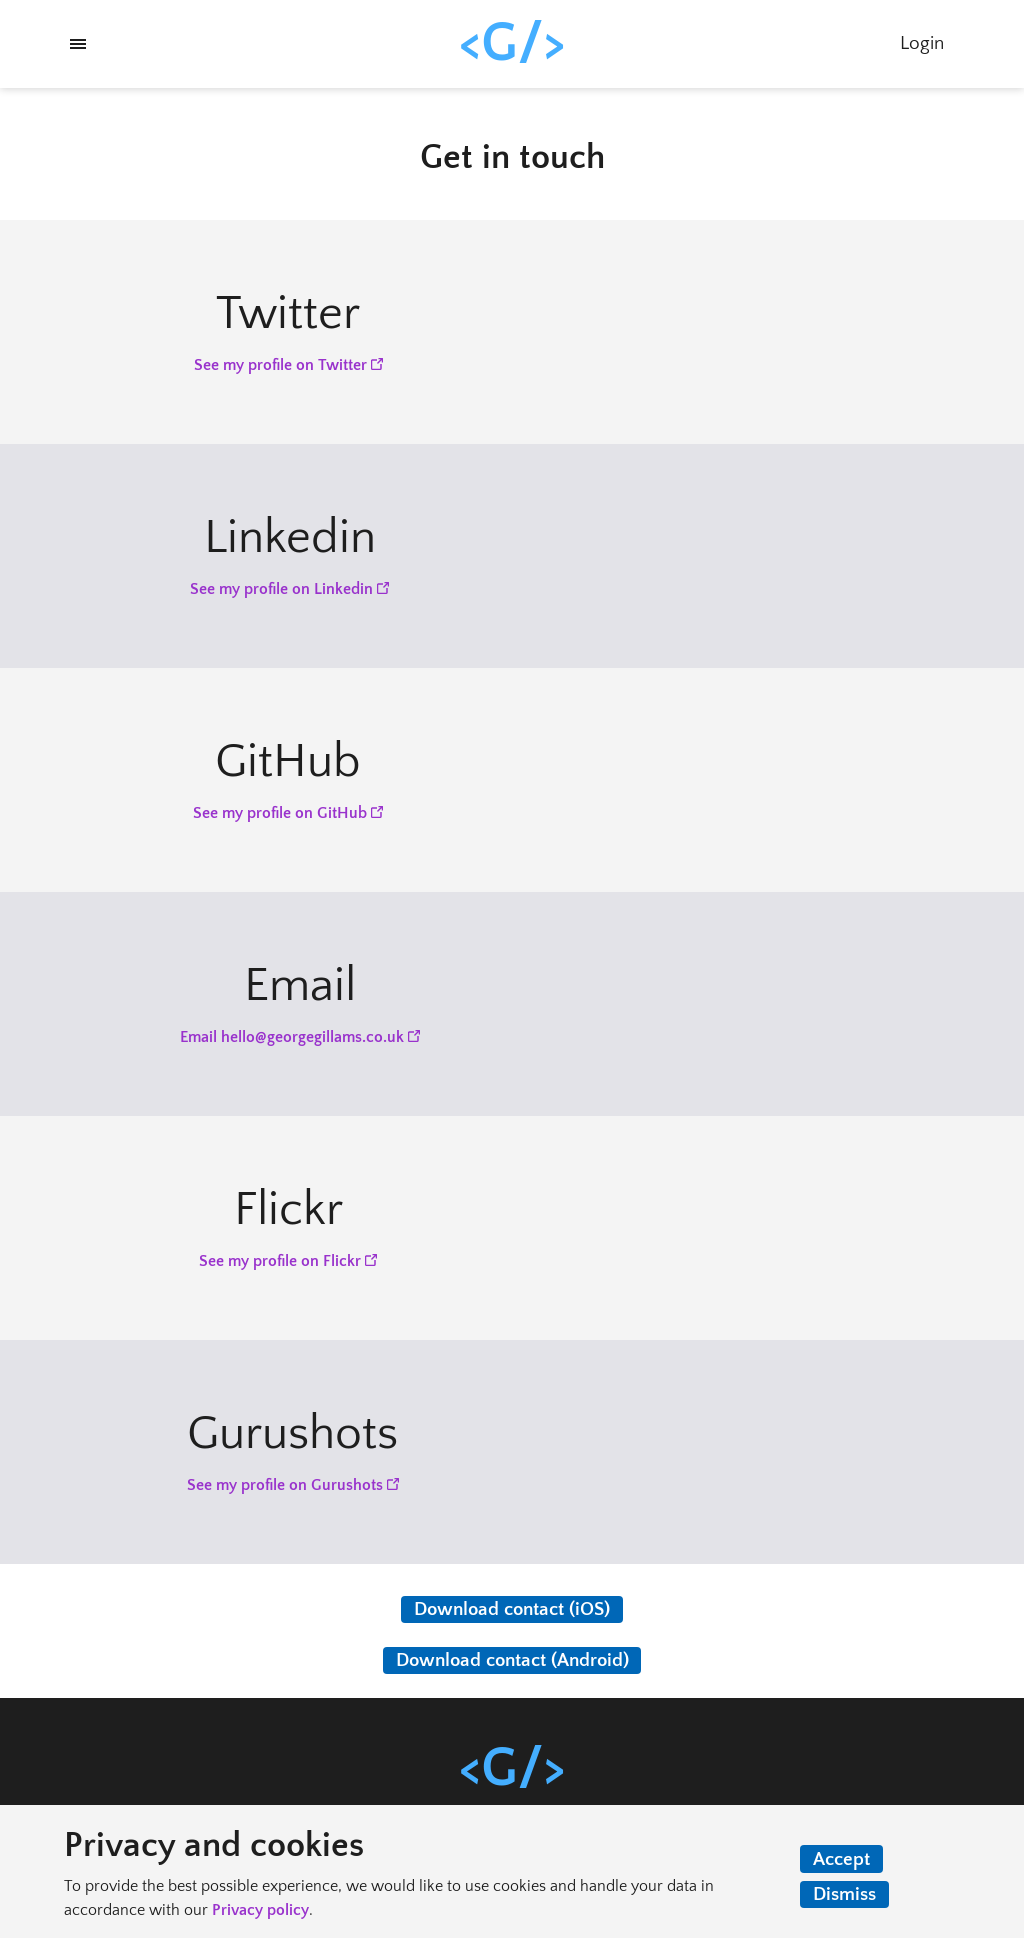 <G/>
Login
Get in touch
Twitter
See my profile on Twitter
Linkedin
See my profile on Linkedin
GitHub
See my profile on GitHub
Email
Email hello@georgegillams.co.uk
Flickr
See my profile on Flickr
Gurushots
See my profile on Gurushots
Download contact (iOS)
Download contact (Android)
<G/>
Privacy and cookies
To provide the best possible experience, we would like to use cookies and handle your data in
accordance with our Privacy policy.
Accept
Dismiss